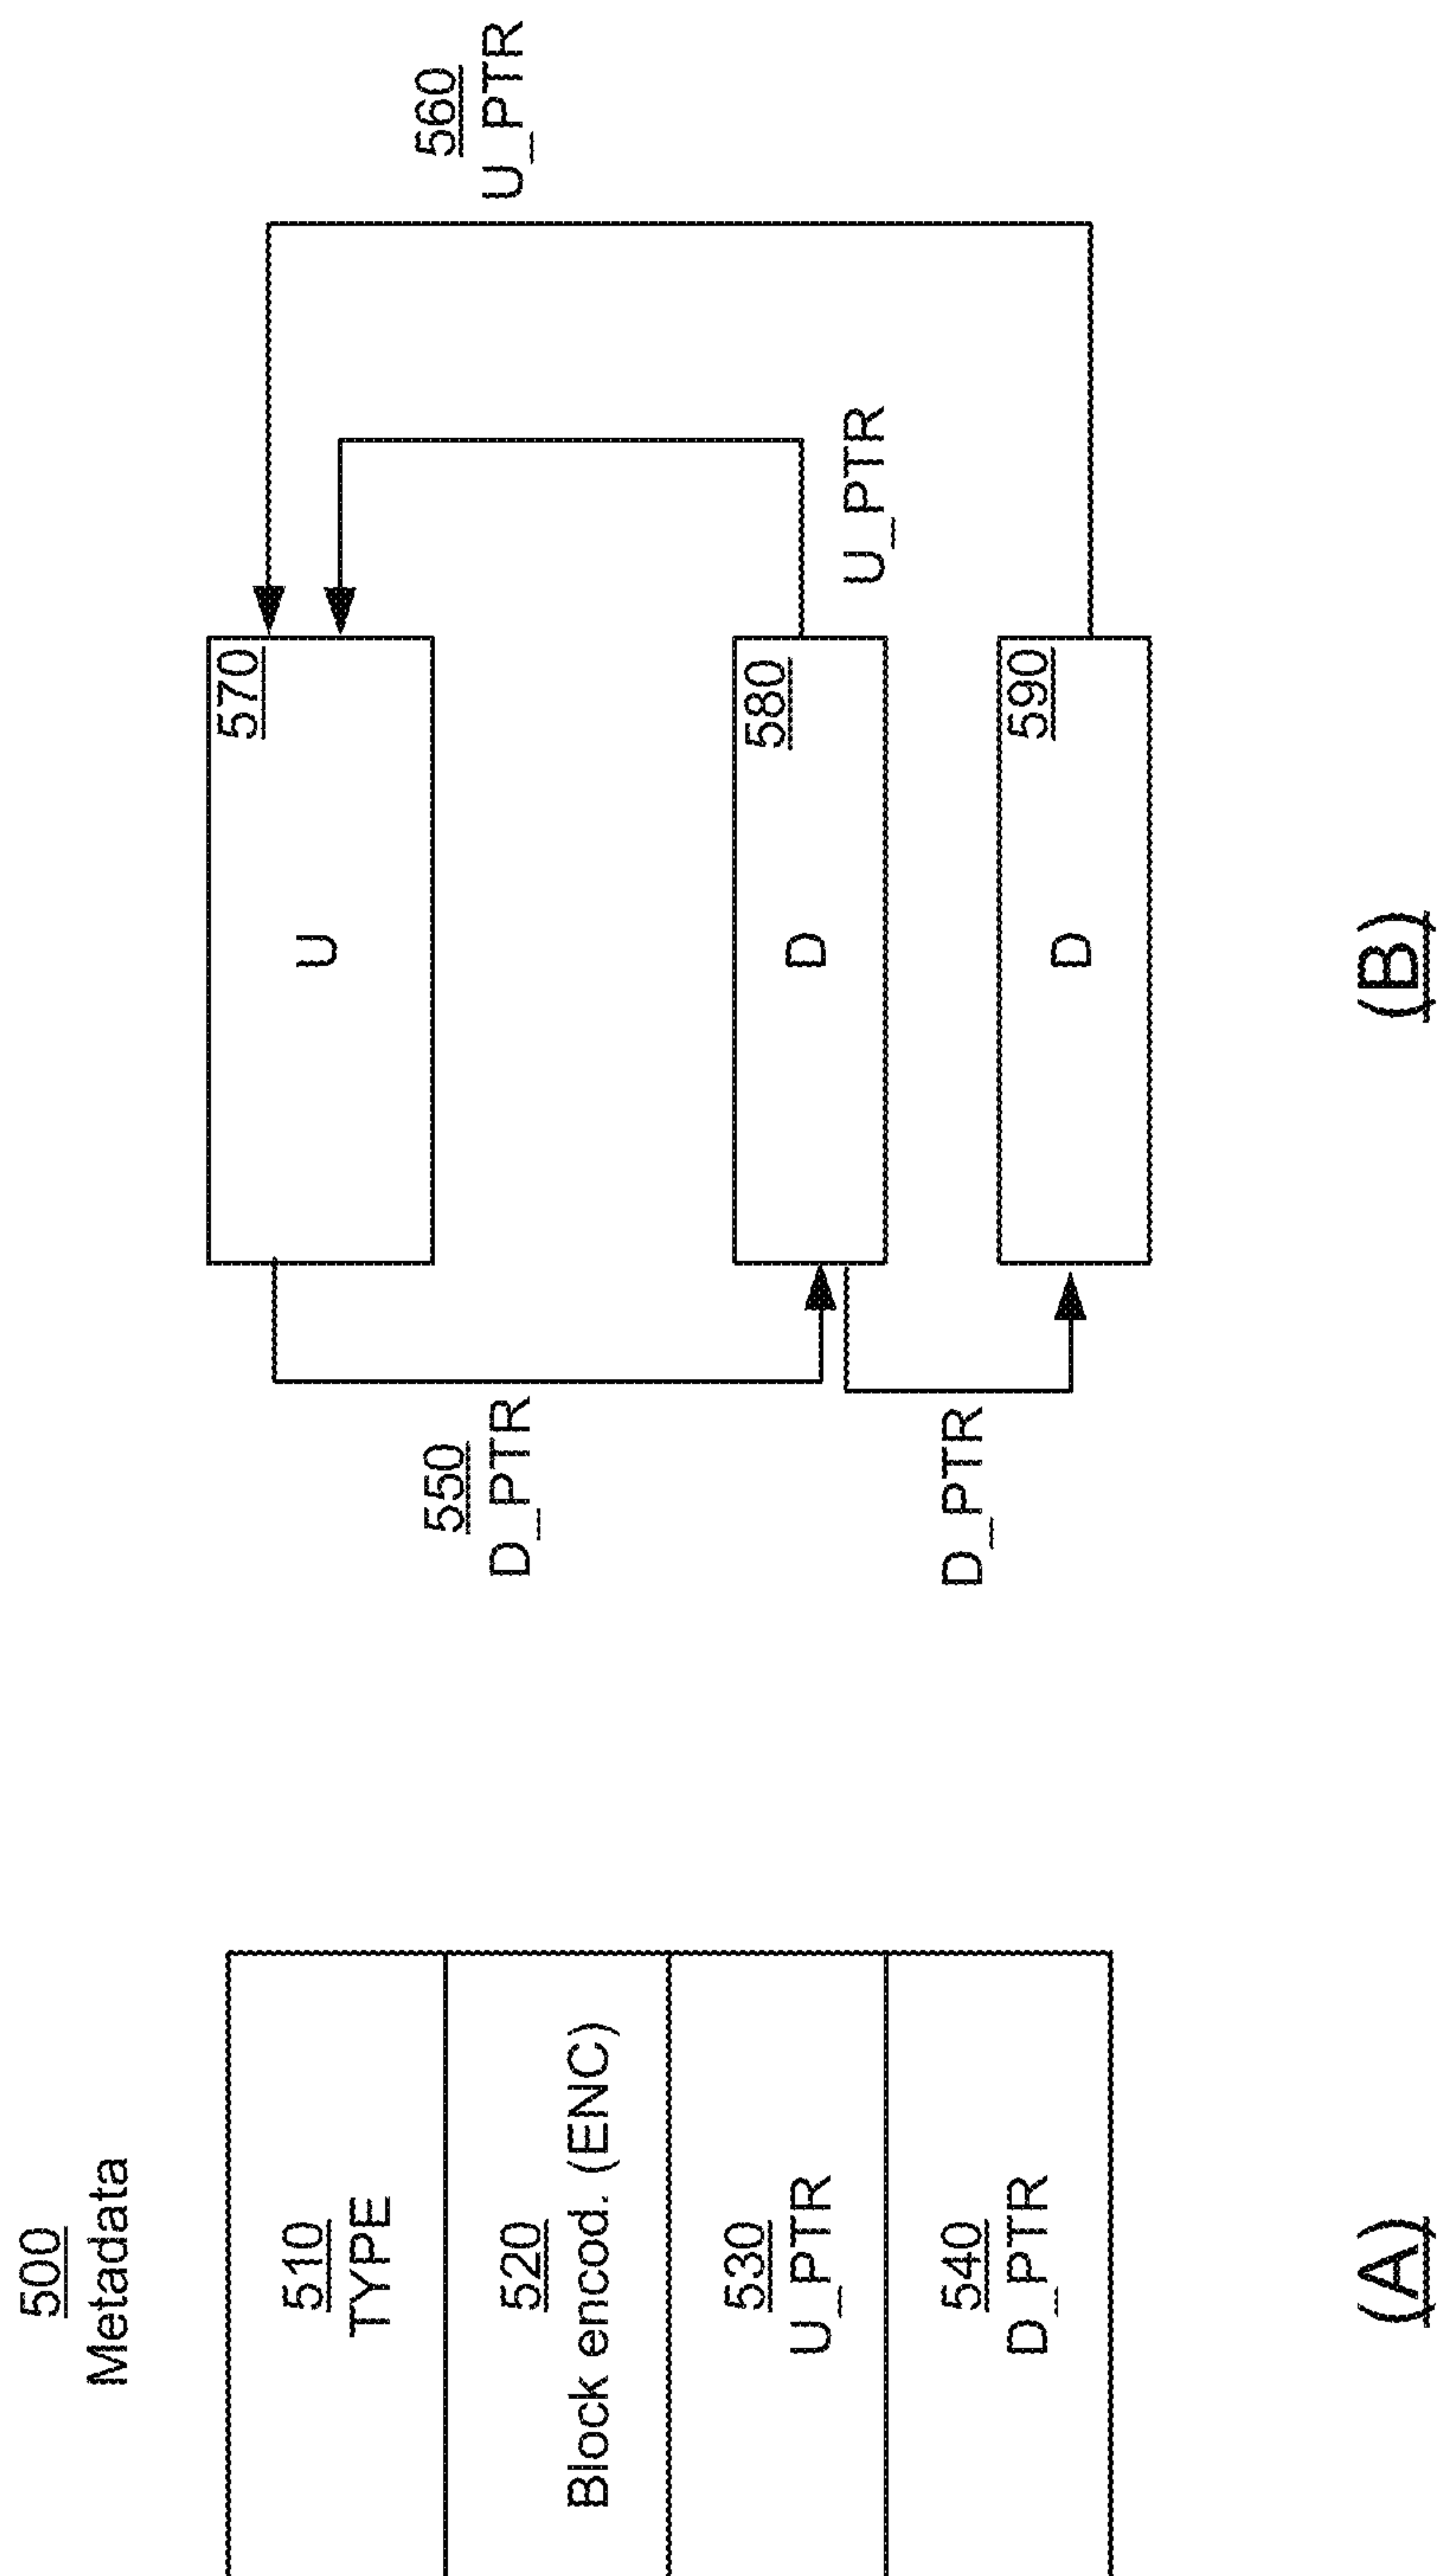 500
Metadata
510
TYPE
520
Block encod. (ENC)
530
U_PTR
540
D_PTR
(A)
550
D_PTR
D_PTR
570
U
580
D
590
D
U_PTR
560
U_PTR
(B)